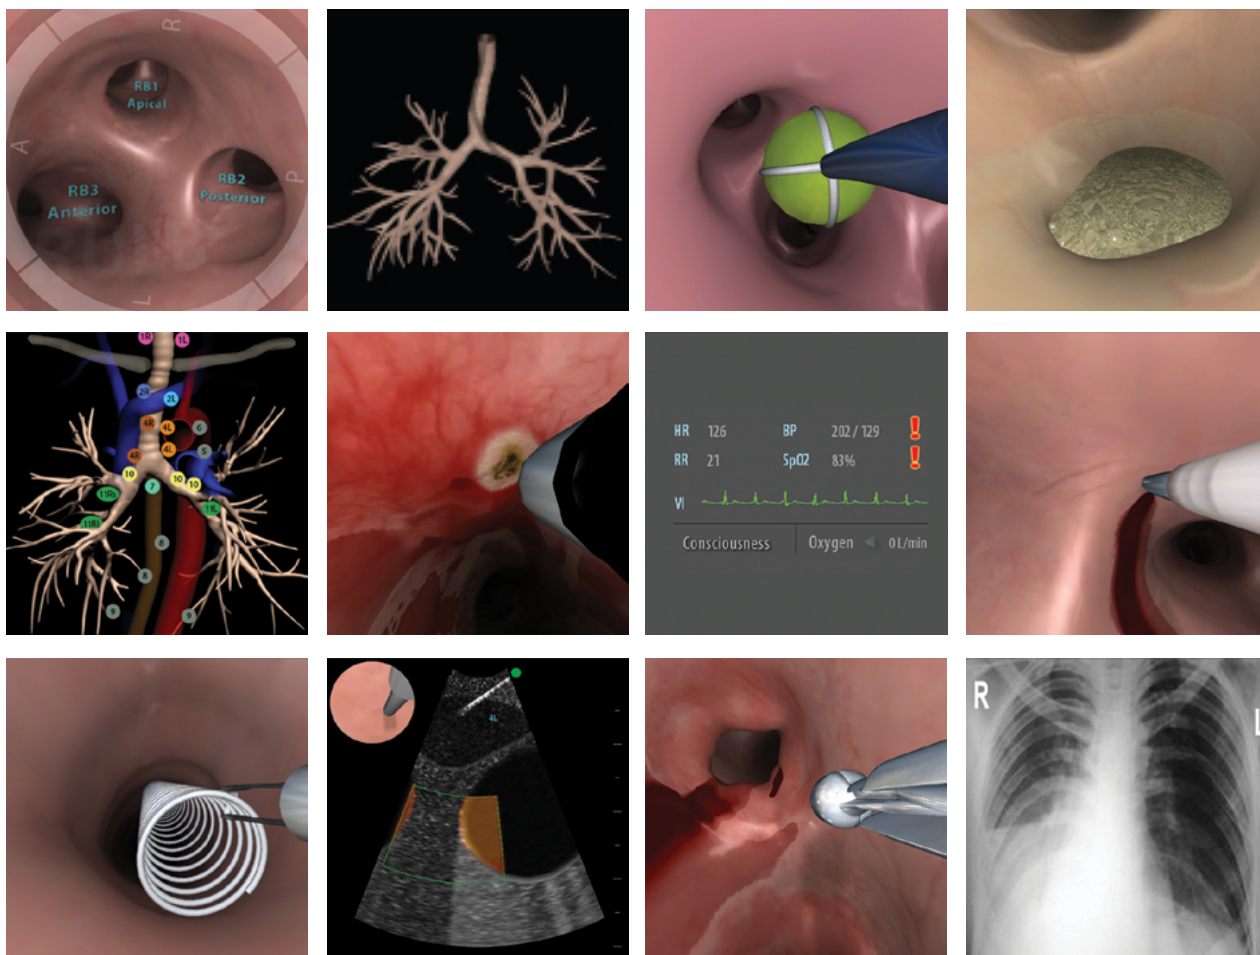 R
RB1
Apical
A
RB3
Anterior
RB2
Posterior
P
L
1R
1L
2R
2L
4R
4L
6
4R
4L
5
10
10
10
7
11Rs
11L
11Ri
8
8
9
9
HR 126 BP 202 / 129
RR 21 SpO2 83%
VI
Consciousness Oxygen 0 L/min
4L
R
L